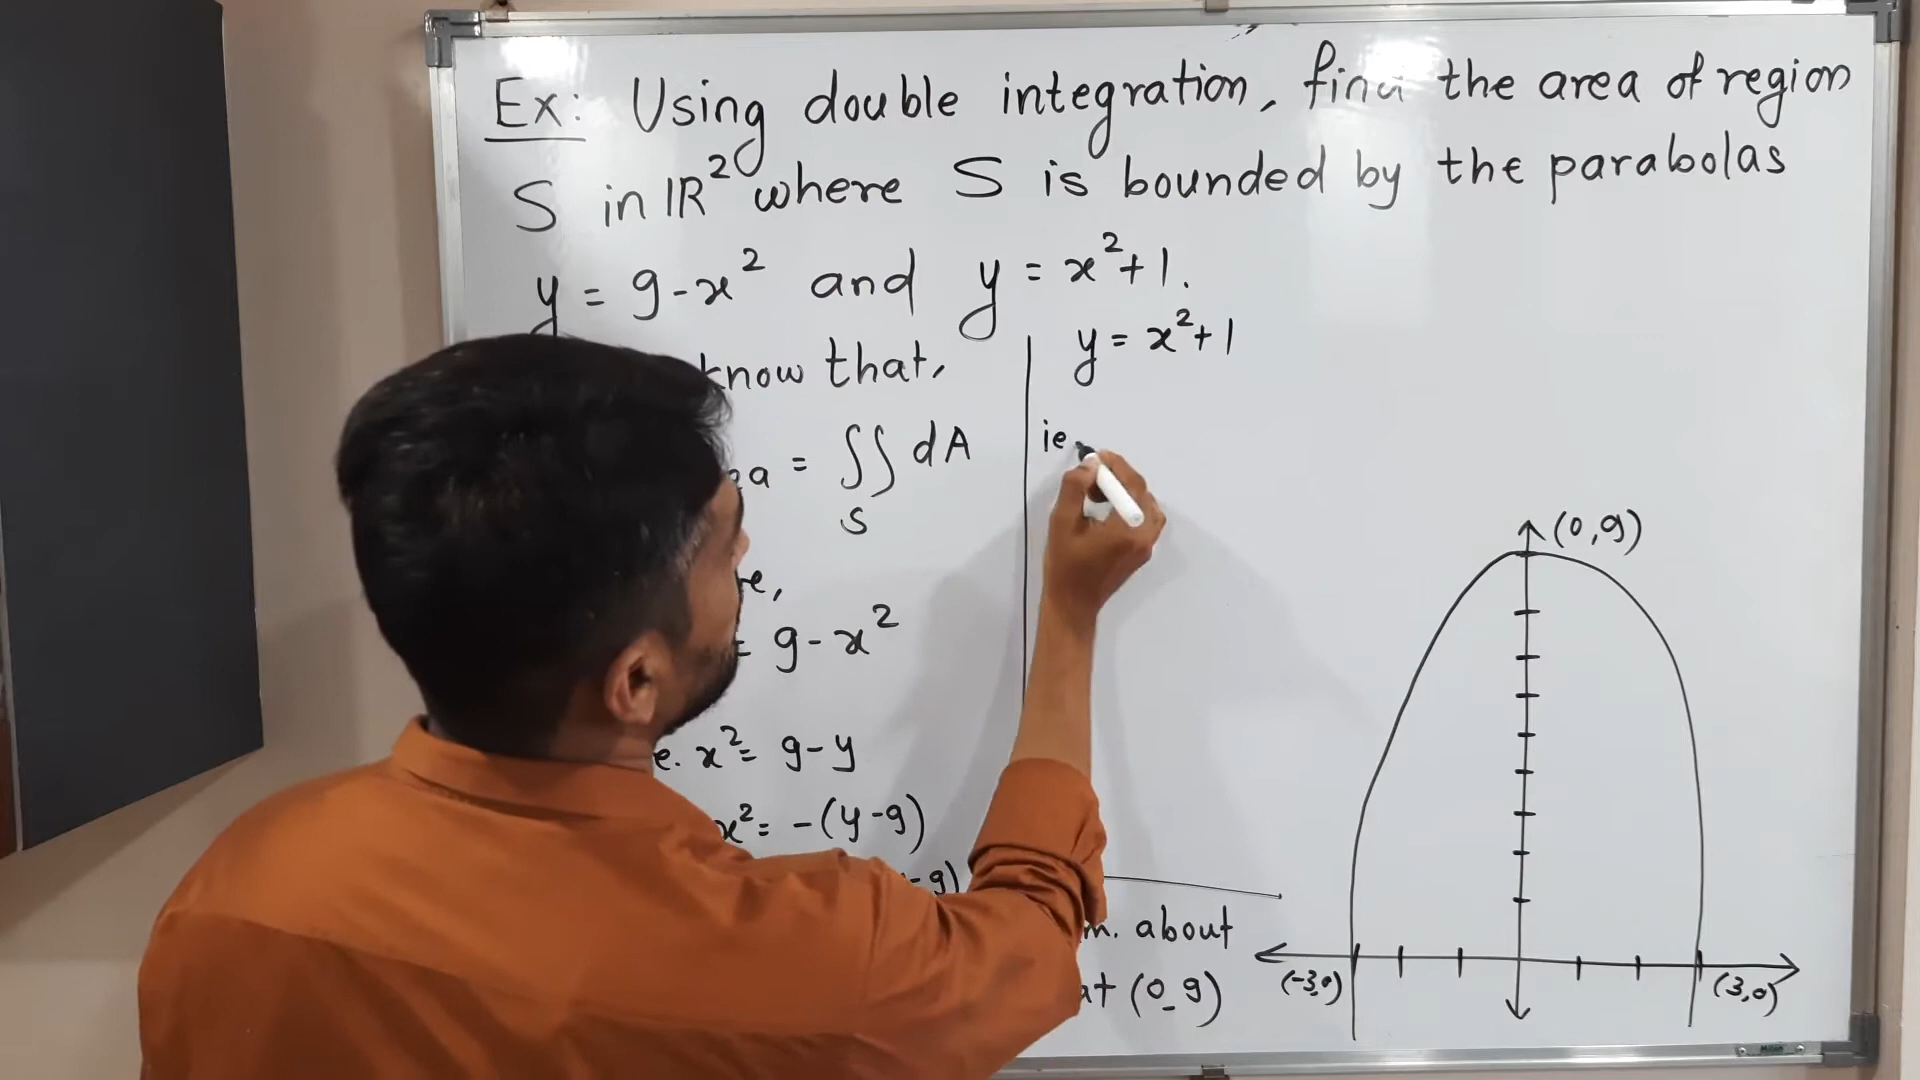 Ex: Using double integration, find the area of region
S in IR² where S is bounded by the parabolas
y = 9-x² and y = x²+1.
know that,
a = ∫∫ dA
S
e,
= 9-x²
e. x² = 9-y
x² = -(y-9)
-9)
m. about
at (0,9)
y = x²+1
ie
(0,9)
(-3,0)
(3,0)